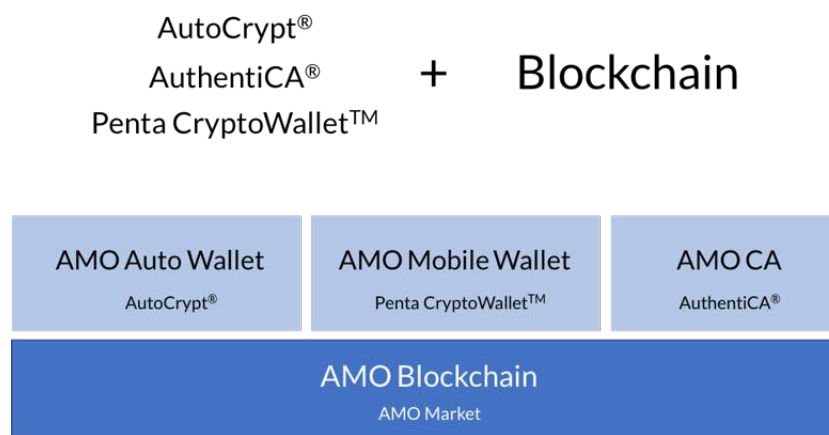 AutoCrypt®
AuthentiCA® + Blockchain
Penta CryptoWallet™
AMO Auto Wallet AMO Mobile Wallet AMO CA
AutoCrypt® Penta CryptoWallet™ AuthentiCA®
AMO Blockchain
AMO Market